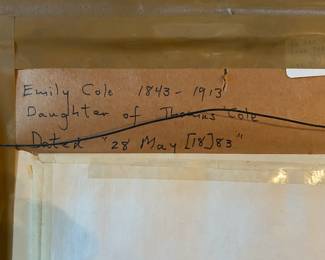 Emily Cole 1843-1913
Daughter of Thomas Cole
Dated "28 May [18]83"